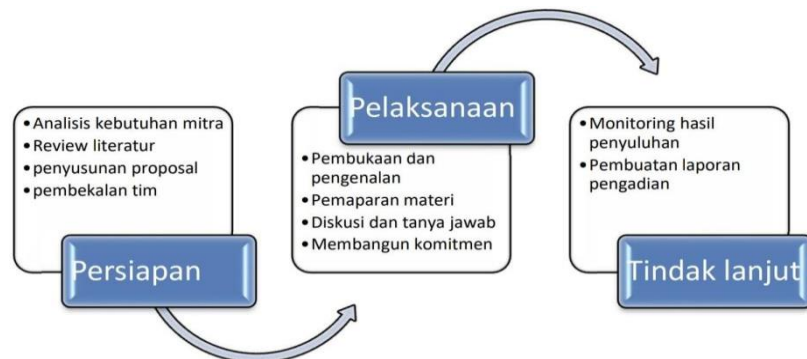 • Analisis kebutuhan mitra
• Review literatur
• penyusunan proposal
• pembekalan tim
Persiapan
Pelaksanaan
• Pembukaan dan
pengenalan
• Pemaparan materi
• Diskusi dan tanya jawab
• Membangun komitmen
• Monitoring hasil
penyuluhan
• Pembuatan laporan
pengadian
Tindak lanjut